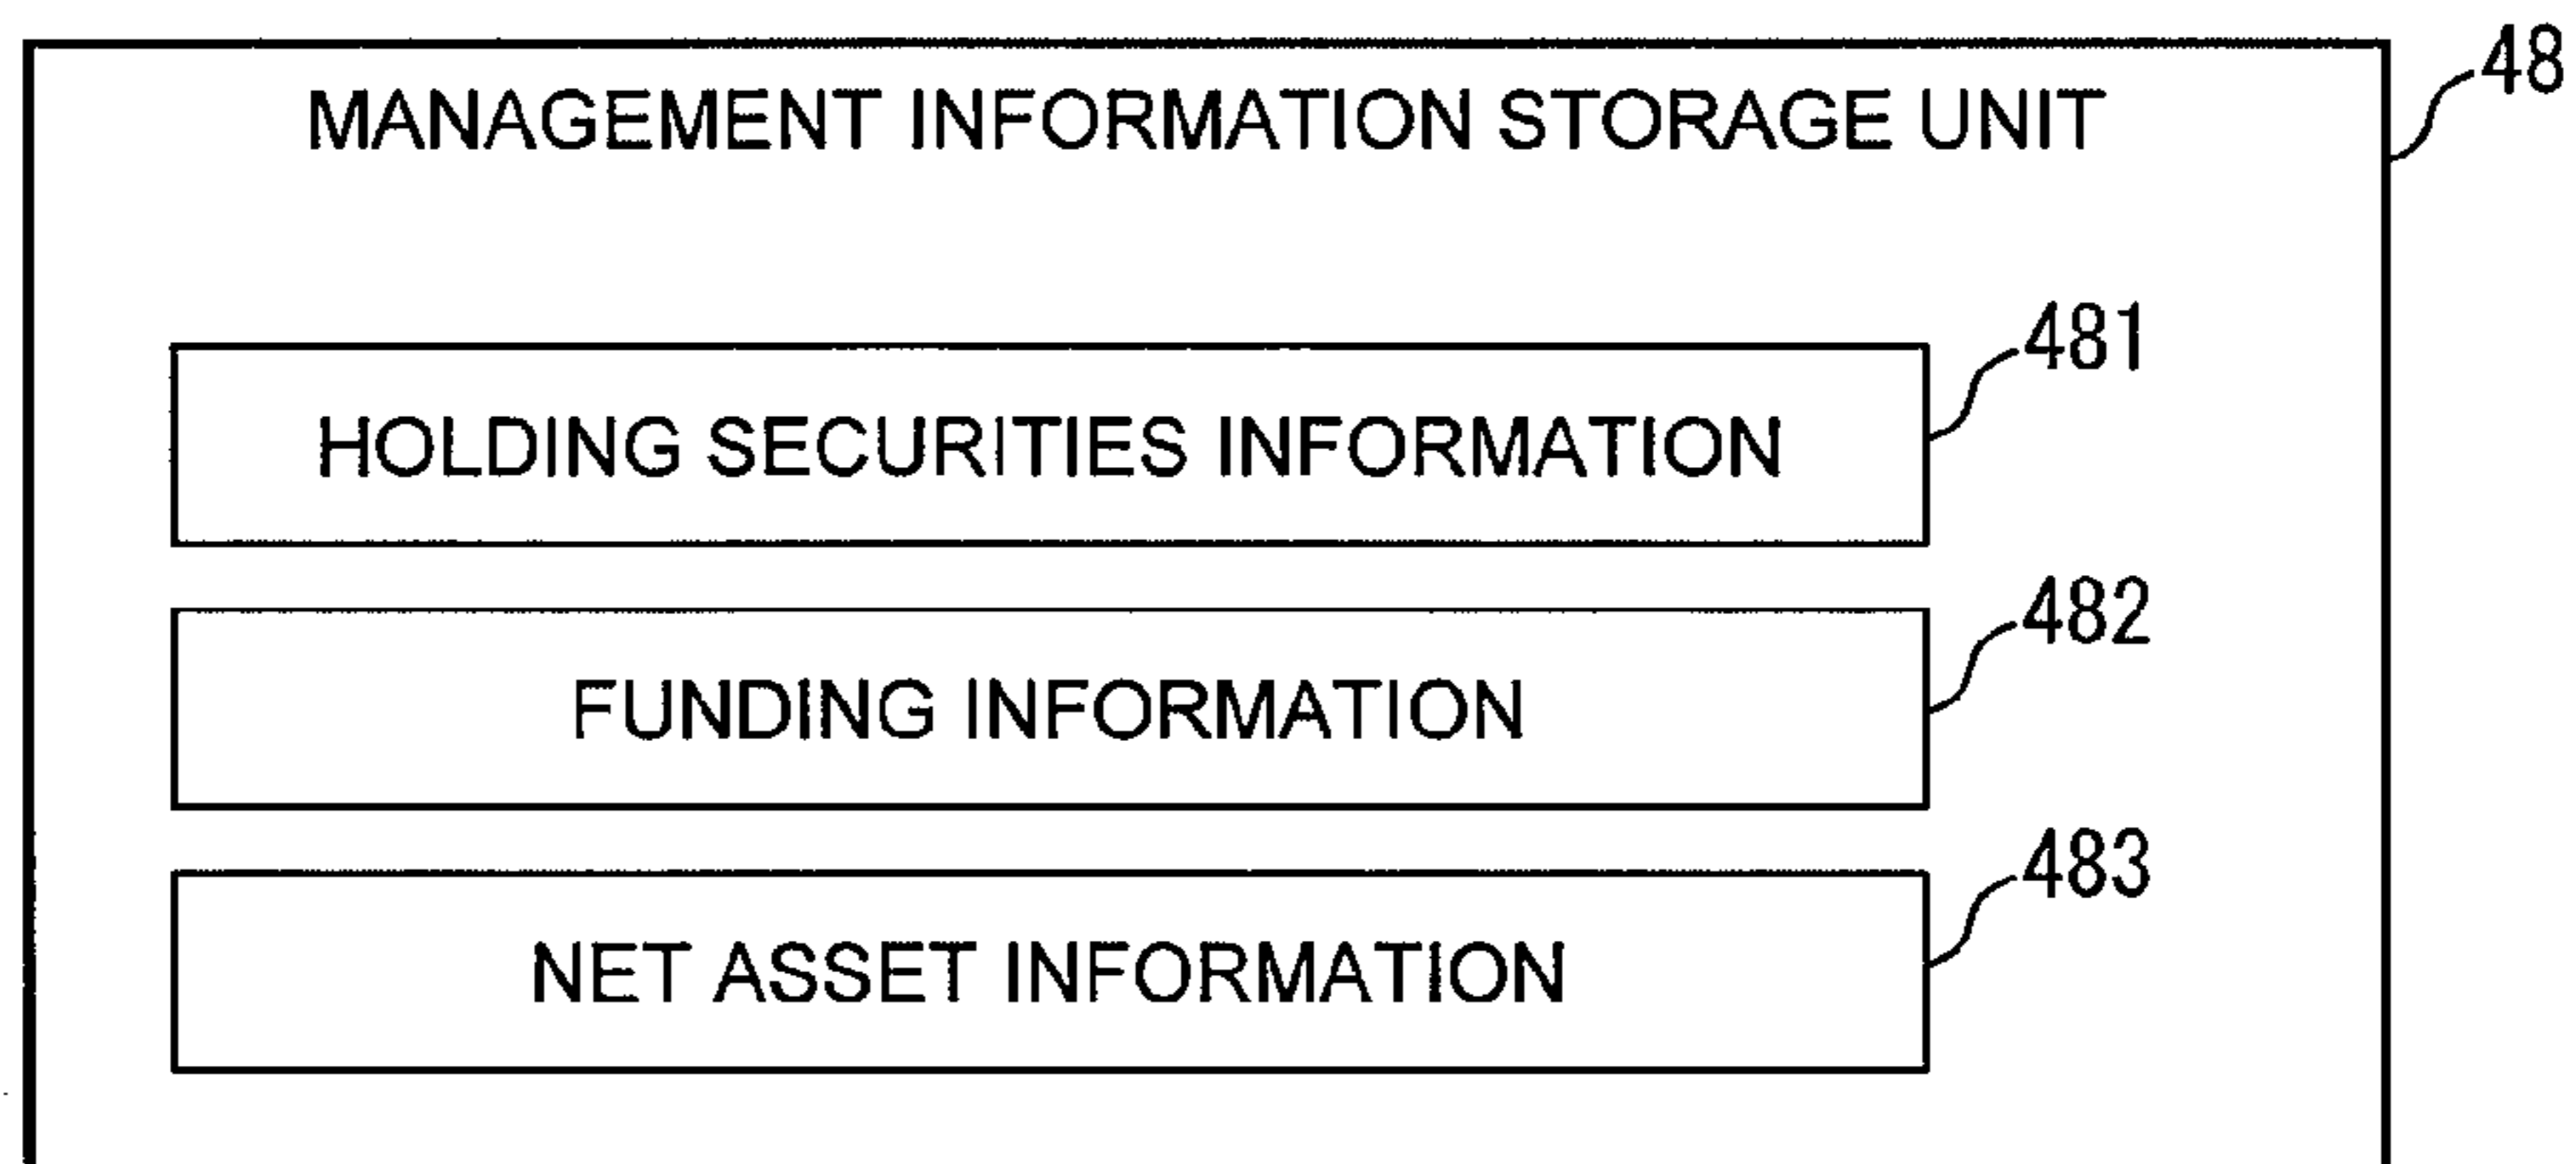 48
MANAGEMENT INFORMATION STORAGE UNIT
481
HOLDING SECURITIES INFORMATION
482
FUNDING INFORMATION
483
NET ASSET INFORMATION